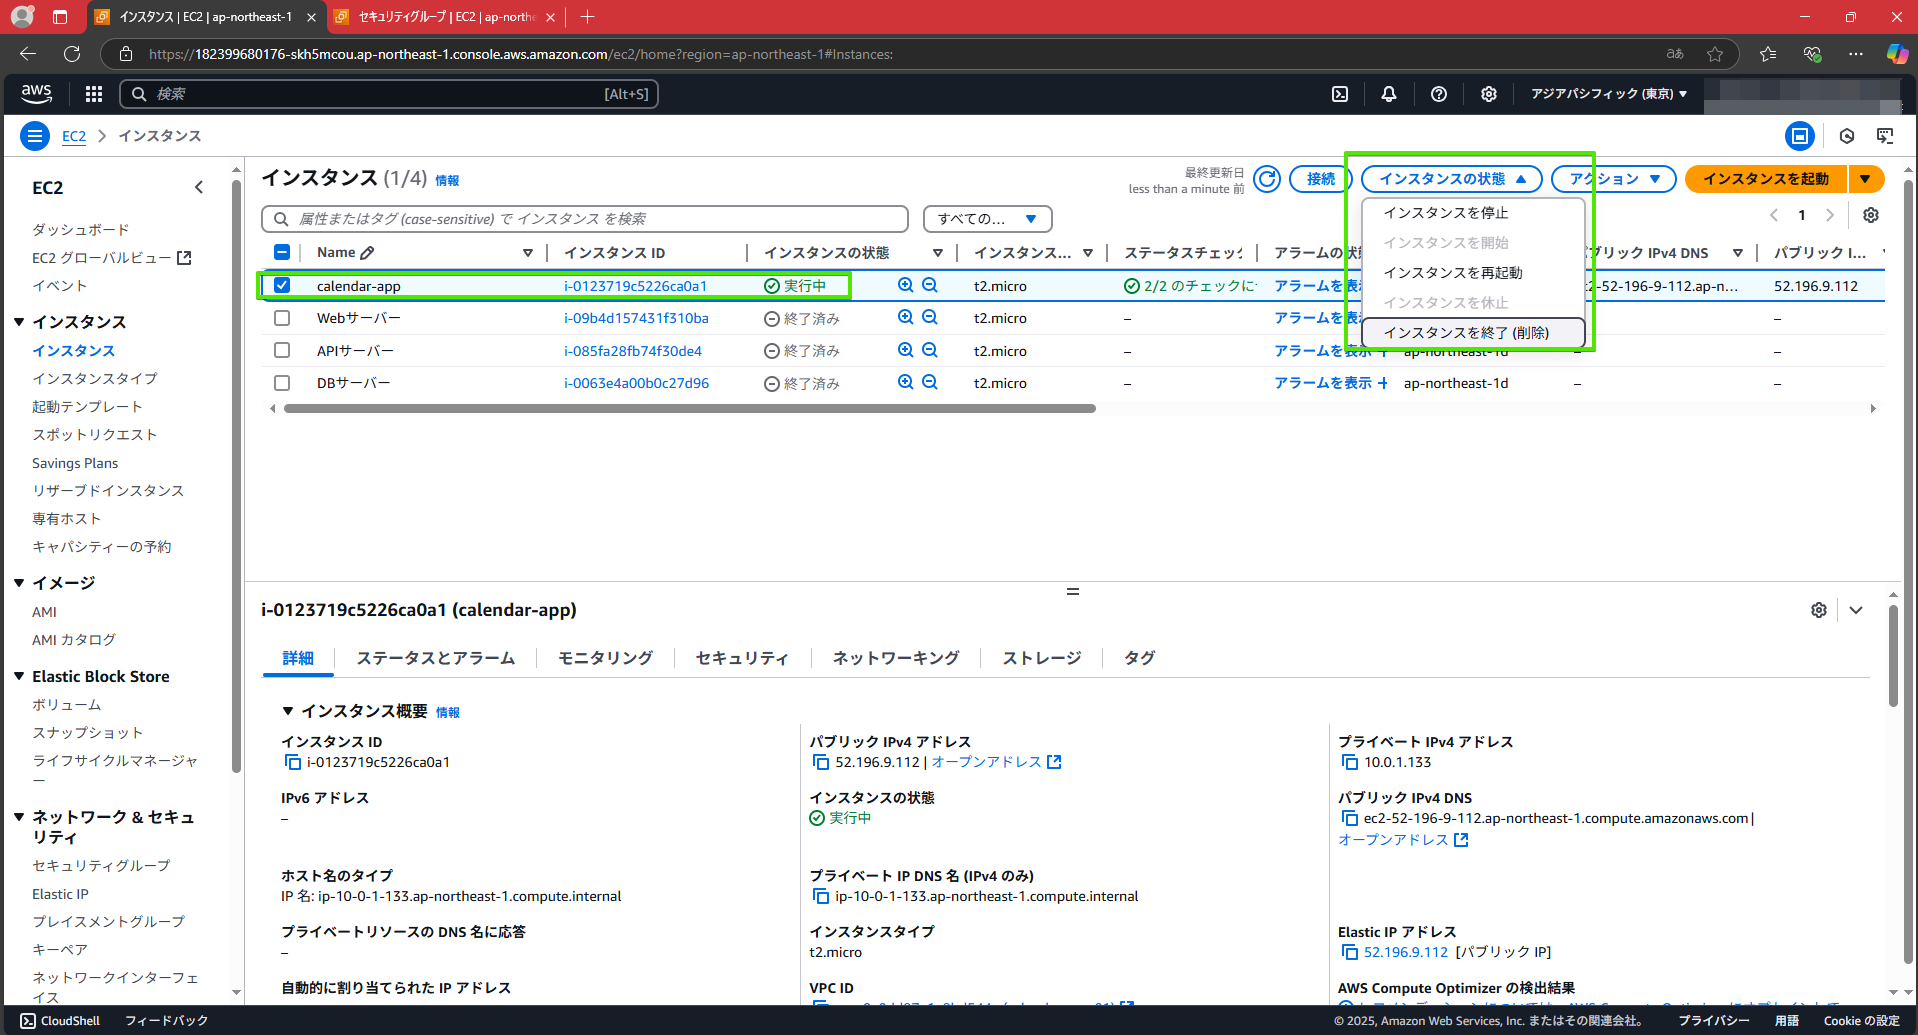 インスタンス | EC2 | ap-northeast-1
セキュリティグループ | EC2 | ap-northe
https://182399680176-skh5mcou.ap-northeast-1.console.aws.amazon.com/ec2/home?region=ap-northeast-1#Instances:
aあ
aws
検索
[Alt+S]
アジアパシフィック (東京)
EC2
インスタンス
EC2
ダッシュボード
EC2 グローバルビュー
イベント
インスタンス
インスタンス
インスタンスタイプ
起動テンプレート
スポットリクエスト
Savings Plans
リザーブドインスタンス
専有ホスト
キャパシティーの予約
イメージ
AMI
AMI カタログ
Elastic Block Store
ボリューム
スナップショット
ライフサイクルマネージャ
ー
ネットワーク & セキュ
リティ
セキュリティグループ
Elastic IP
プレイスメントグループ
キーペア
ネットワークインターフェ
イス
インスタンス (1/4) 情報
最終更新日
less than a minute 前
接続
インスタンスの状態
アクション
インスタンスを起動
属性またはタグ (case-sensitive) で インスタンス を検索
すべての...
1
インスタンスを停止
インスタンスを開始
インスタンスを再起動
インスタンスを休止
インスタンスを終了 (削除)
Name インスタンス ID インスタンスの状態 インスタンス... ステータスチェック アラームの状 パブリック IPv4 DNS パブリック I...
calendar-app i-0123719c5226ca0a1 実行中 t2.micro 2/2 のチェックに アラームを表 2-52-196-9-112.ap-n... 52.196.9.112
Webサーバー i-09b4d157431f310ba 終了済み t2.micro – アラームを表 – –
APIサーバー i-085fa28fb74f30de4 終了済み t2.micro – アラームを表示 ap-northeast-1d – –
DBサーバー i-0063e4a00b0c27d96 終了済み t2.micro – アラームを表示 ap-northeast-1d – –
i-0123719c5226ca0a1 (calendar-app)
詳細 ステータスとアラーム モニタリング セキュリティ ネットワーキング ストレージ タグ
インスタンス概要 情報
インスタンス ID
i-0123719c5226ca0a1
パブリック IPv4 アドレス
52.196.9.112 | オープンアドレス
プライベート IPv4 アドレス
10.0.1.133
IPv6 アドレス
–
インスタンスの状態
実行中
パブリック IPv4 DNS
ec2-52-196-9-112.ap-northeast-1.compute.amazonaws.com |
オープンアドレス
ホスト名のタイプ
IP 名: ip-10-0-1-133.ap-northeast-1.compute.internal
プライベート IP DNS 名 (IPv4 のみ)
ip-10-0-1-133.ap-northeast-1.compute.internal
プライベートリソースの DNS 名に応答
–
インスタンスタイプ
t2.micro
Elastic IP アドレス
52.196.9.112 [パブリック IP]
自動的に割り当てられた IP アドレス
VPC ID
AWS Compute Optimizer の検出結果
CloudShell
フィードバック
© 2025, Amazon Web Services, Inc. またはその関連会社。
プライバシー
用語
Cookie の設定